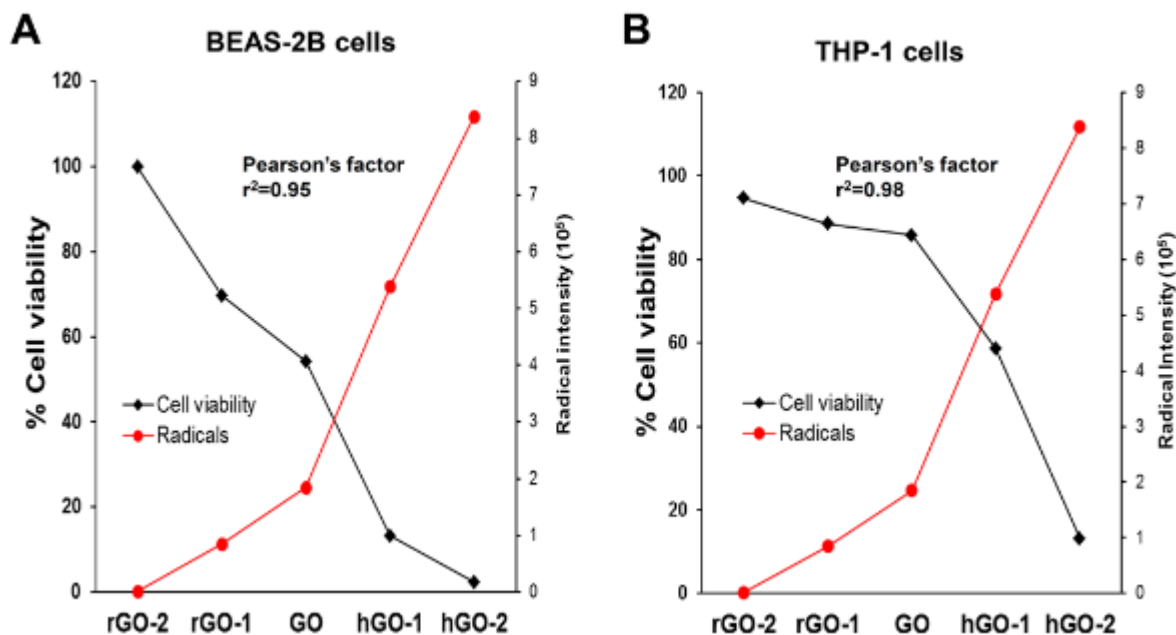 A
BEAS-2B cells
% Cell viability
120
100
80
60
40
20
0
Pearson's factor
r²=0.95
Cell viability
Radicals
9
8
7
6
5
4
3
2
1
0
Radical intensity (10⁵)
rGO-2 rGO-1 GO hGO-1 hGO-2
B
THP-1 cells
% Cell viability
120
100
80
60
40
20
0
Pearson's factor
r²=0.98
Cell viability
Radicals
9
8
7
6
5
4
3
2
1
0
Radical Intensity (10⁵)
rGO-2 rGO-1 GO hGO-1 hGO-2